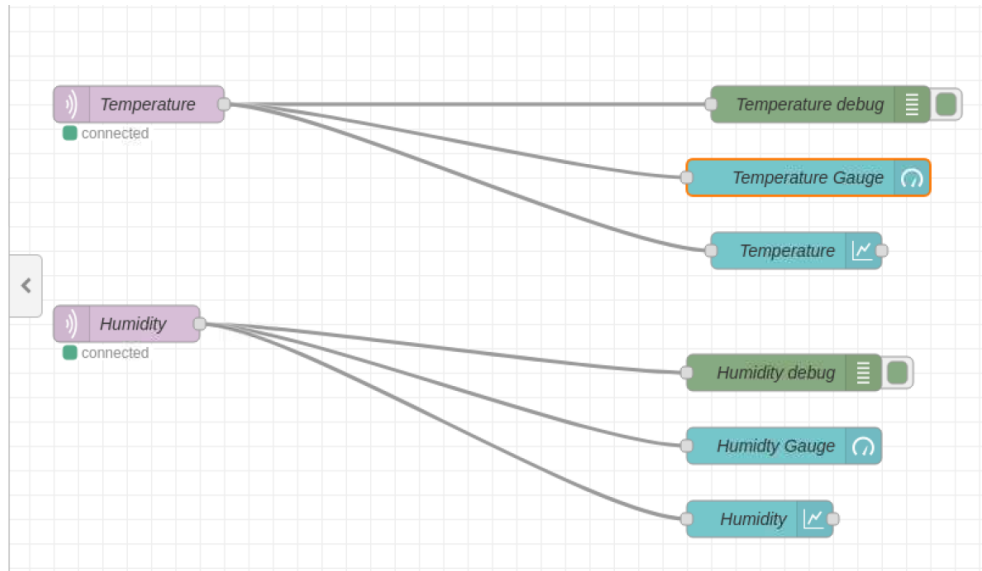 Temperature
connected
Temperature debug
Temperature Gauge
Temperature
Humidity
connected
Humidity debug
Humidty Gauge
Humidity